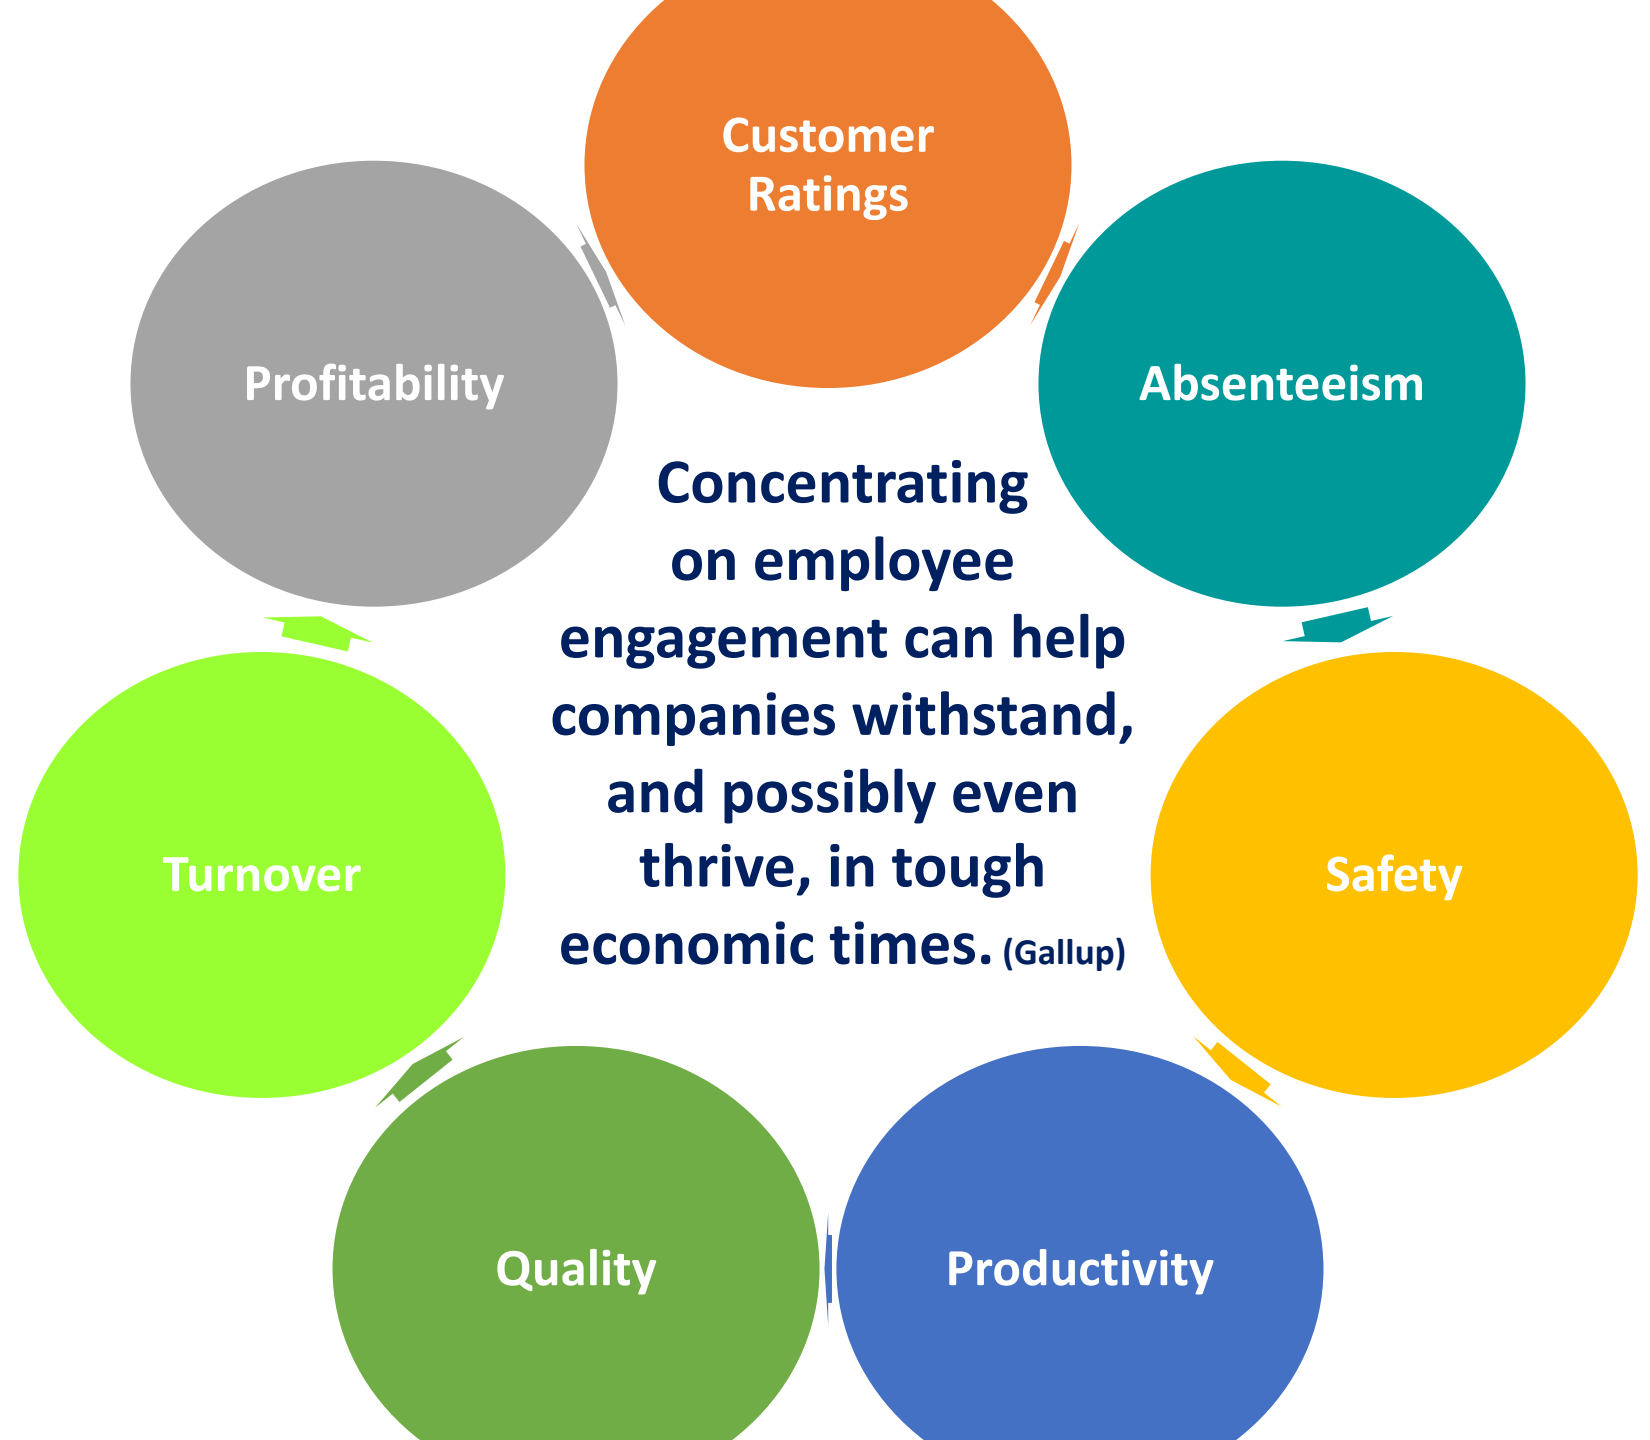 Customer
Ratings
Profitability
Absenteeism
Concentrating
on employee
engagement can help
companies withstand,
and possibly even
thrive, in tough
economic times. (Gallup)
Turnover
Safety
Quality
Productivity